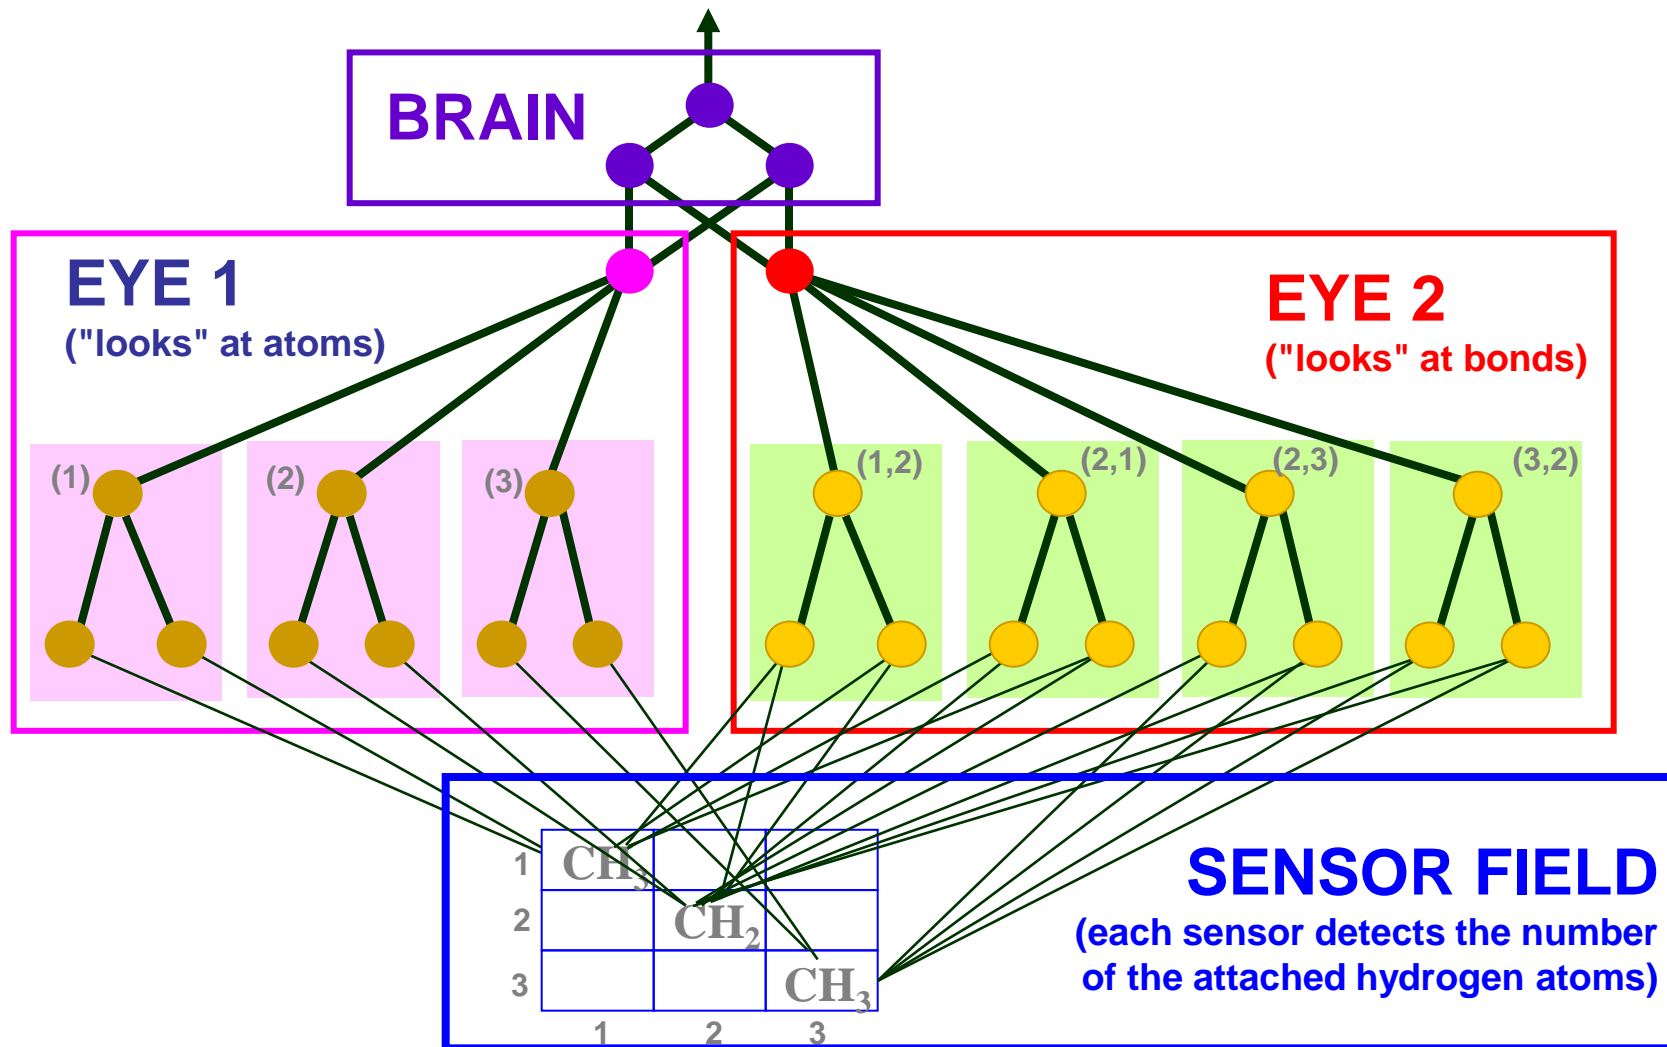 BRAIN
EYE 1
("looks" at atoms)
EYE 2
("looks" at bonds)
(1)
(2)
(3)
(1,2)
(2,1)
(2,3)
(3,2)
SENSOR FIELD
(each sensor detects the number
of the attached hydrogen atoms)
1 CH₃
2 CH₂
3 CH₃
1 2 3